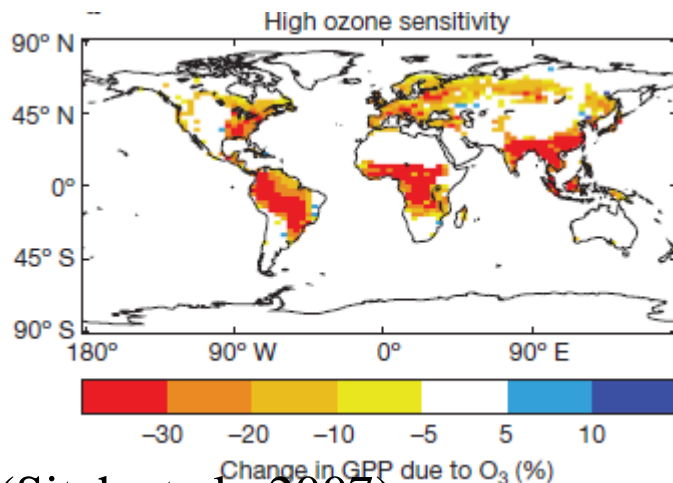 High ozone sensitivity
90° N
45° N
0°
45° S
90° S
180° 90° W 0° 90° E
–30 –20 –10 –5 5 10
Change in GPP due to O₃ (%)
2007)